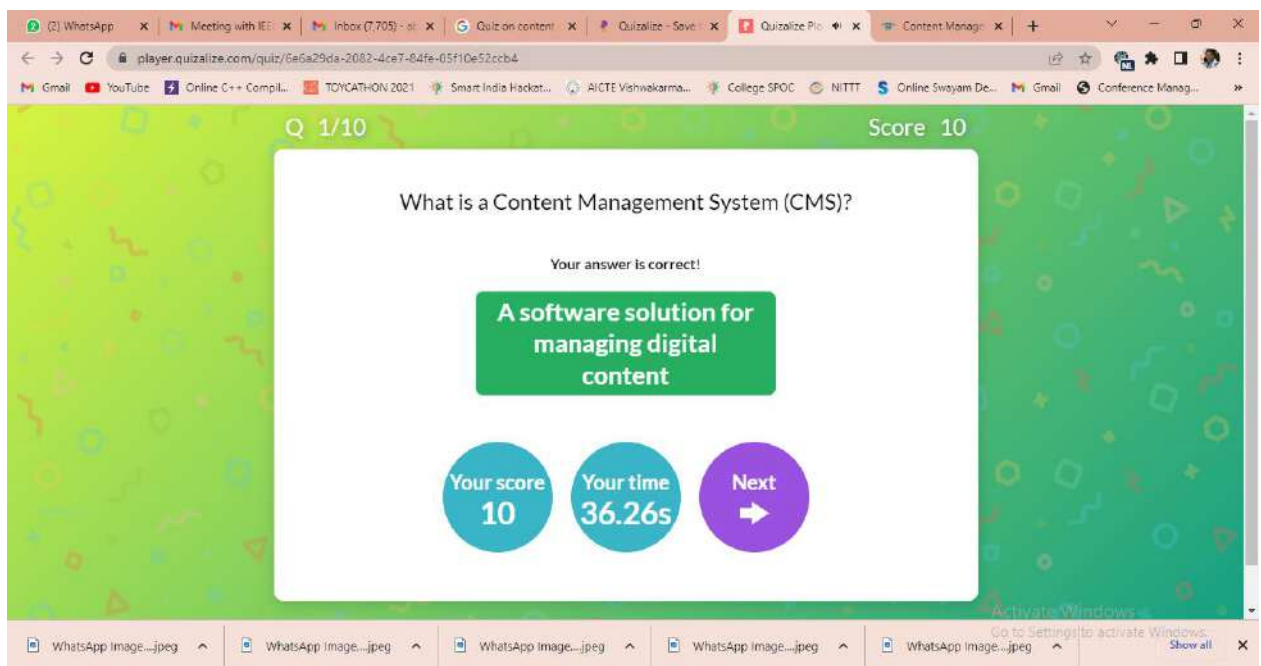 (2) WhatsApp
Meeting with IEE
Inbox (7,705) -
Quiz on content
Quizalize - Save
Quizalize Pla
Content Manage
player.quizalize.com/quiz/6e6a29da-2082-4ce7-84fe-05f10e52ccb4
Gmail
YouTube
Online C++ Compil...
TOYCATHON 2021
Smart India Hackat...
AICTE Vishwakarma...
College SPOC
NITTT
Online Swayam De...
Gmail
Conference Manag...
»
Q 1/10
Score 10
What is a Content Management System (CMS)?
Your answer is correct!
A software solution for
managing digital
content
Your score
10
Your time
36.26s
Next
Activate Windows
Go to Settings to activate Windows.
WhatsApp Image....jpeg
WhatsApp Image....jpeg
WhatsApp Image....jpeg
WhatsApp Image....jpeg
WhatsApp Image....jpeg
Show all